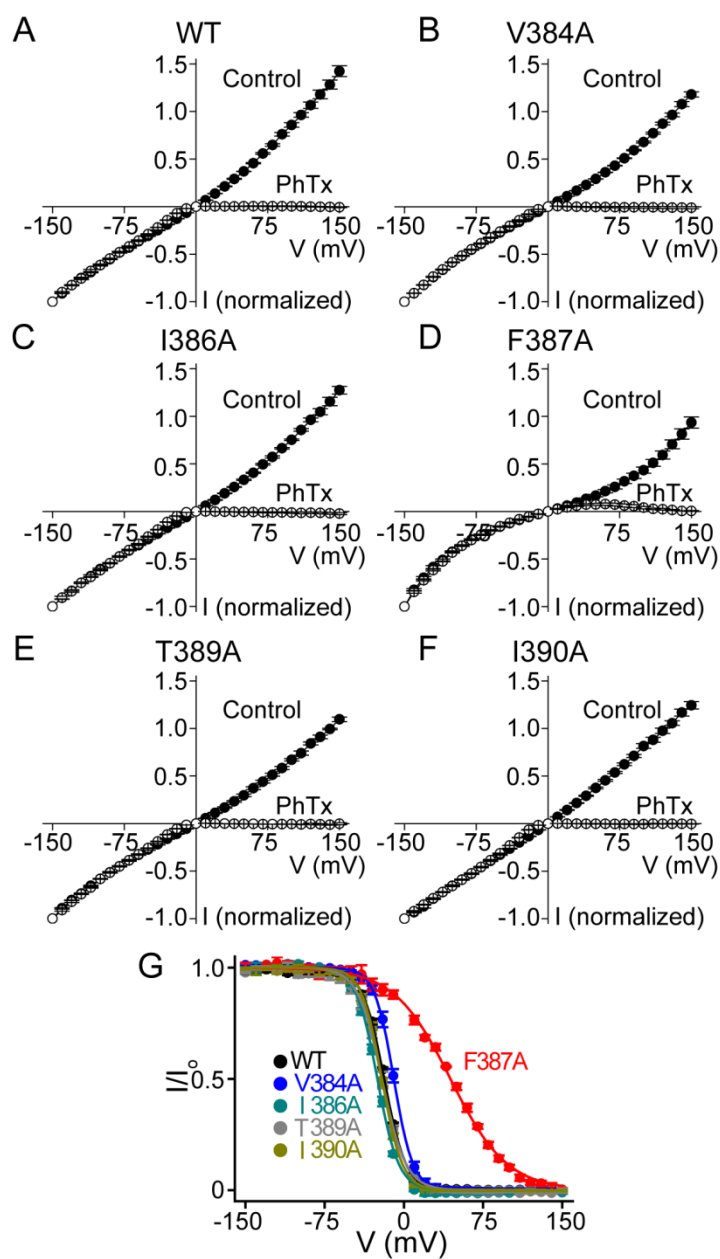 A WT
1.5
Control
1.0
0.5
PhTx
-150 -75 75 150
-0.5 V (mV)
-1.0 I (normalized)
B V384A
1.5
Control
1.0
0.5
PhTx
-150 -75 75 150
-0.5 V (mV)
-1.0 I (normalized)
C I386A
1.5
Control
1.0
0.5
PhTx
-150 -75 75 150
-0.5 V (mV)
-1.0 I (normalized)
D F387A
1.5
Control
1.0
0.5
PhTx
-150 -75 75 150
-0.5 V (mV)
-1.0 I (normalized)
E T389A
1.5
Control
1.0
0.5
PhTx
-150 -75 75 150
-0.5 V (mV)
-1.0 I (normalized)
F I390A
1.5
Control
1.0
0.5
PhTx
-150 -75 75 150
-0.5 V (mV)
-1.0 I (normalized)
G
1.0
0.5
0
I/Io
WT
V384A
I 386A
T389A
I 390A
F387A
-150 -75 0 75 150
V (mV)